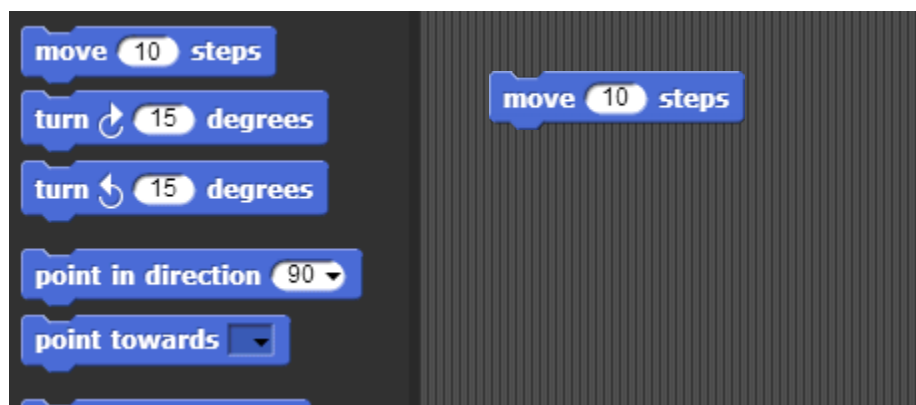 move 10 steps
turn 15 degrees
turn 15 degrees
point in direction 90
point towards
move 10 steps